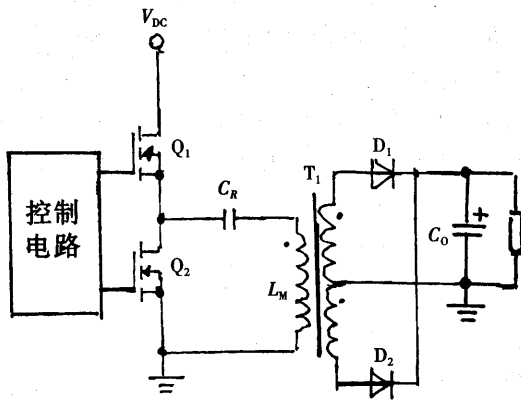 V_DC
Q₁
D₁
T₁
C_R
控制
电路
+
C_O
Q₂
L_M
D₂